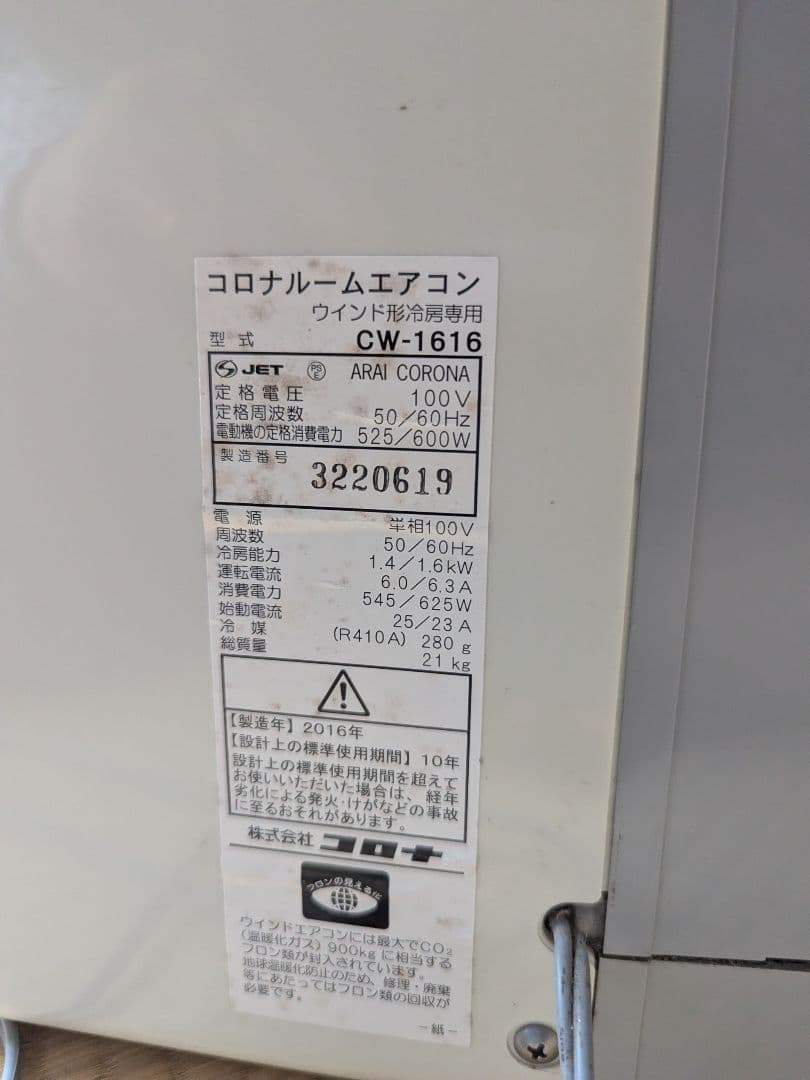 コロナルームエアコン
ウインド形冷房専用
型式 CW-1616
JET PSE ARAI CORONA
定格電圧 100V
定格周波数 50/60Hz
電動機の定格消費電力 525/600W
製造番号 3220619
電源 単相100V
周波数 50/60Hz
冷房能力 1.4/1.6kW
運転電流 6.0/6.3A
消費電力 545/625W
始動電流 25/23A
冷媒 (R410A) 280g
総質量 21kg
【製造年】2016年
【設計上の標準使用期間】10年
設計上の標準使用期間を超えて
お使いいただいた場合は、経年
劣化による発火・けがなどの事故
に至るおそれがあります。
株式会社 コロナ
フロンの見える化
ウインドエアコンには最大でCO₂
(温暖化ガス)900kgに相当する
フロン類が封入されています。
地球温暖化防止のため、修理・廃棄
等にあたってはフロン類の回収が
必要です。
-紙-